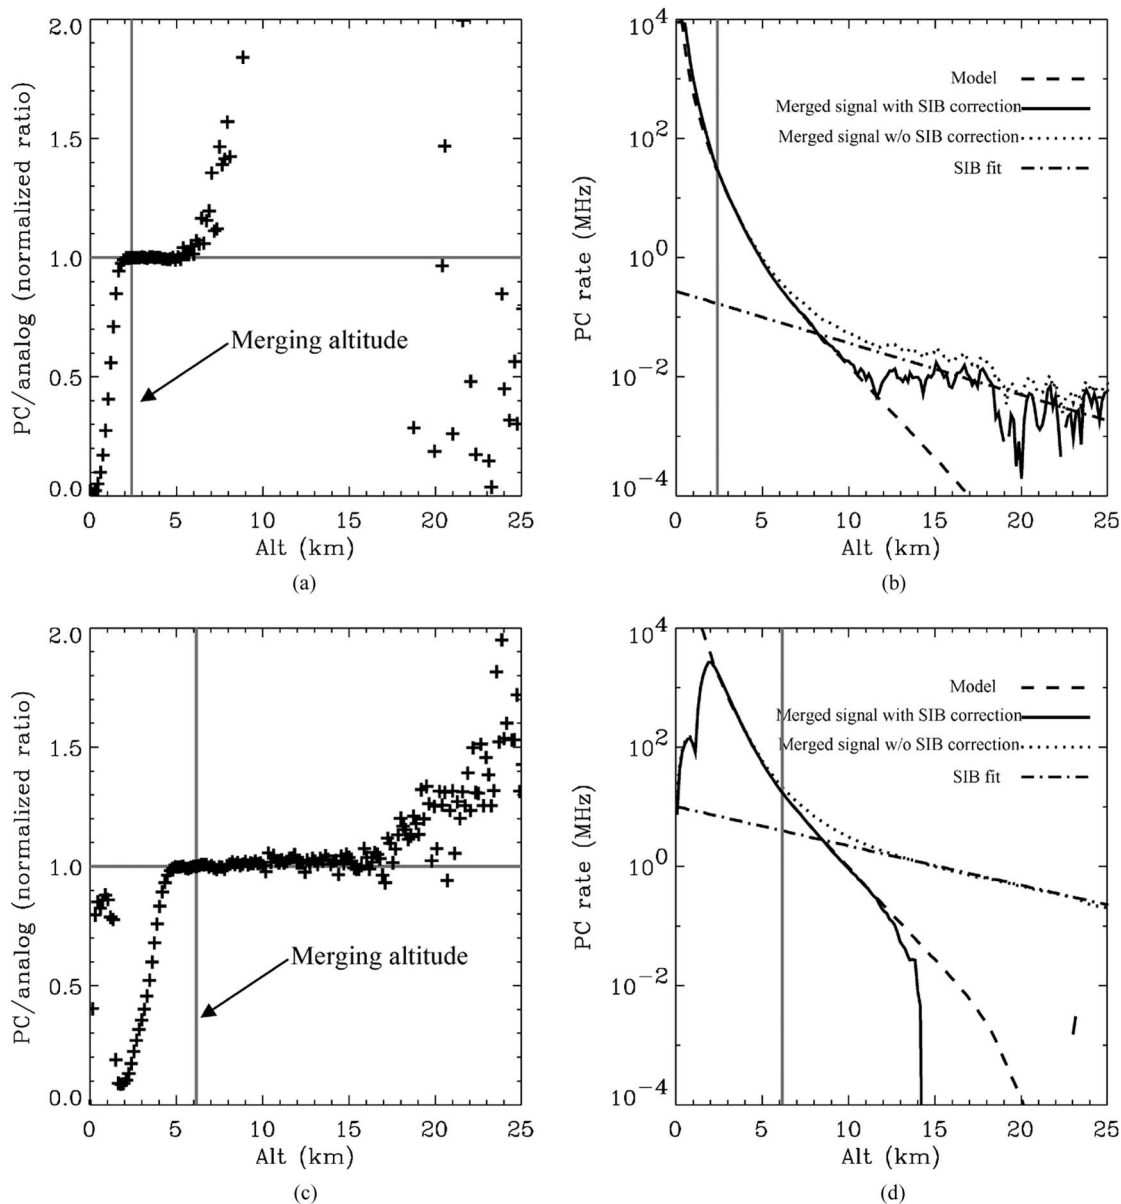 2.0
1.5
1.0
0.5
0.0
PC/analog (normalized ratio)
Merging altitude
0 5 10 15 20 25
Alt (km)
(a)
10^4
10^2
10^0
10^-2
10^-4
PC rate (MHz)
Model
Merged signal with SIB correction
Merged signal w/o SIB correction
SIB fit
0 5 10 15 20 25
Alt (km)
(b)
2.0
1.5
1.0
0.5
0.0
PC/analog (normalized ratio)
Merging altitude
0 5 10 15 20 25
Alt (km)
(c)
10^4
10^2
10^0
10^-2
10^-4
PC rate (MHz)
Model
Merged signal with SIB correction
Merged signal w/o SIB correction
SIB fit
0 5 10 15 20 25
Alt (km)
(d)